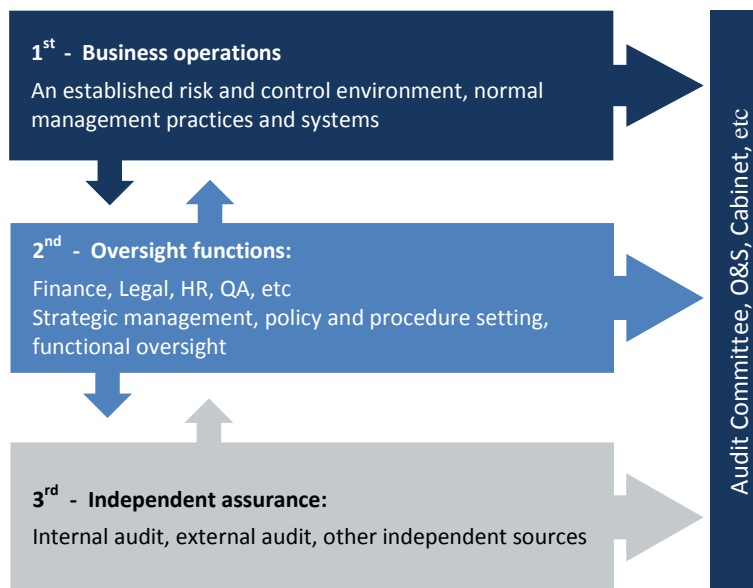 1st - Business operations
An established risk and control environment, normal
management practices and systems
2nd - Oversight functions:
Finance, Legal, HR, QA, etc
Strategic management, policy and procedure setting,
functional oversight
3rd - Independent assurance:
Internal audit, external audit, other independent sources
Audit Committee, O&S, Cabinet, etc